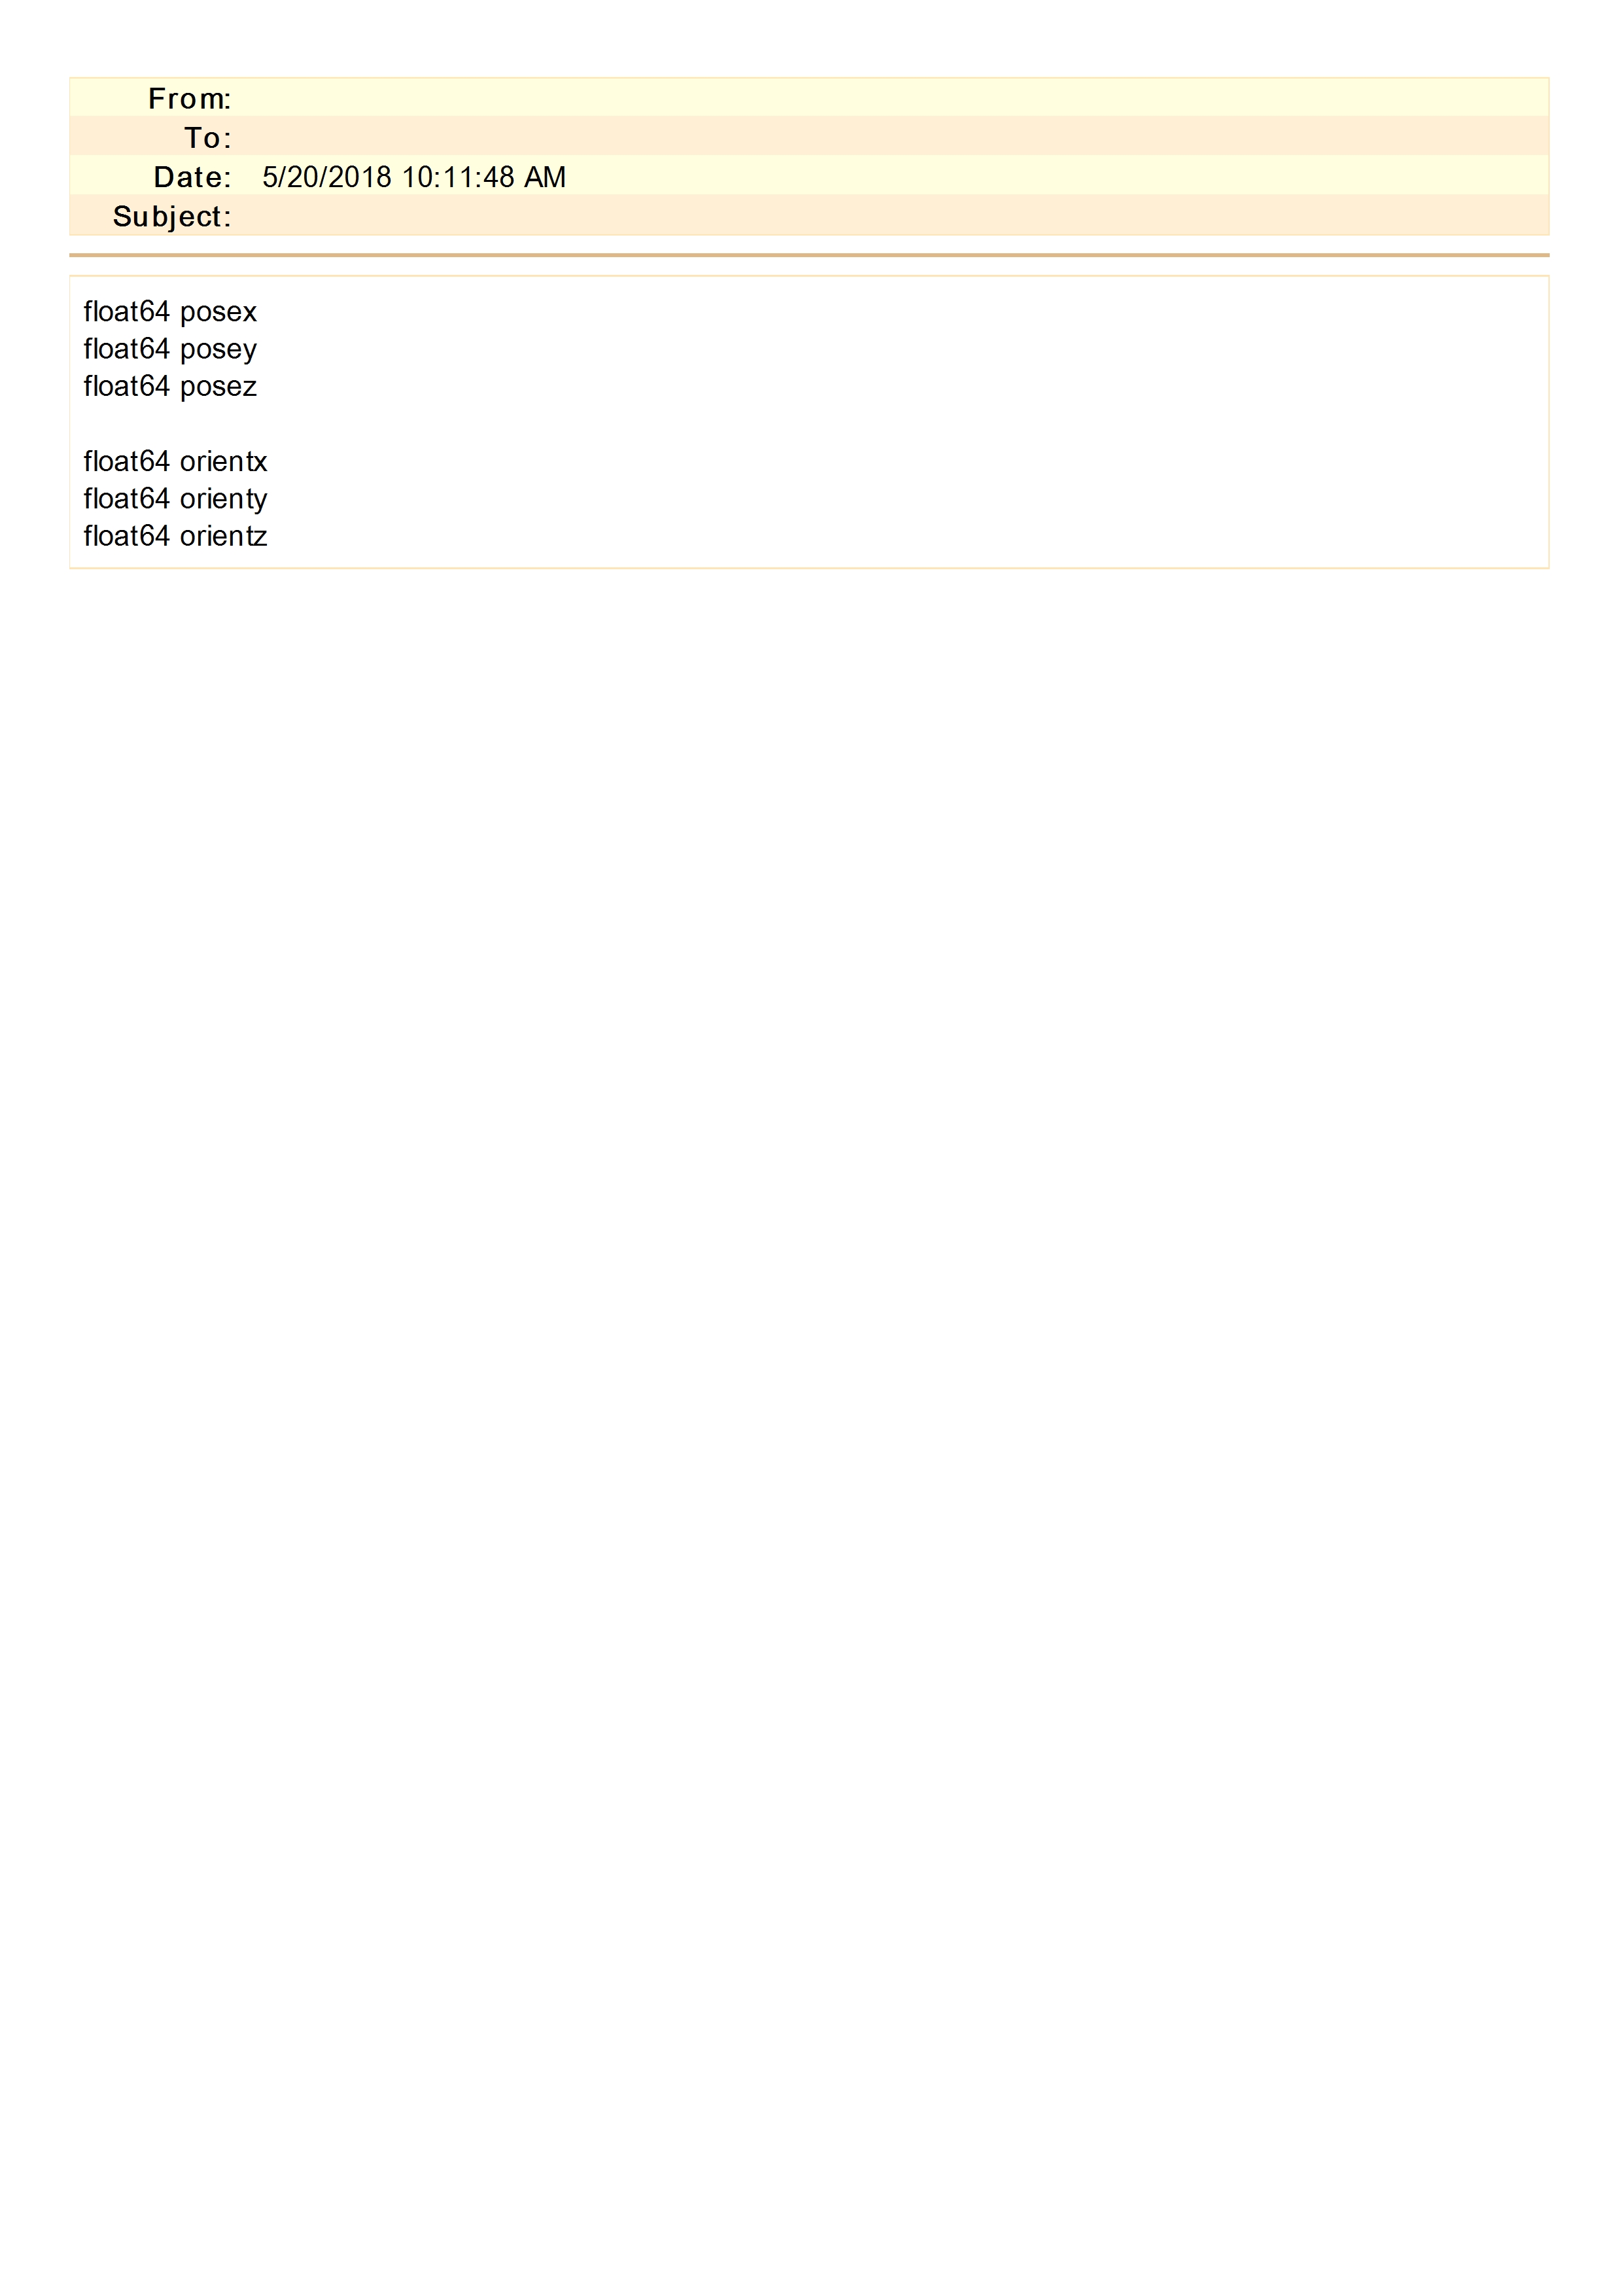 From:
To:
Date: 5/20/2018 10:11:48 AM
Subject:
float64 posex
float64 posey
float64 posez
float64 orientx
float64 orienty
float64 orientz